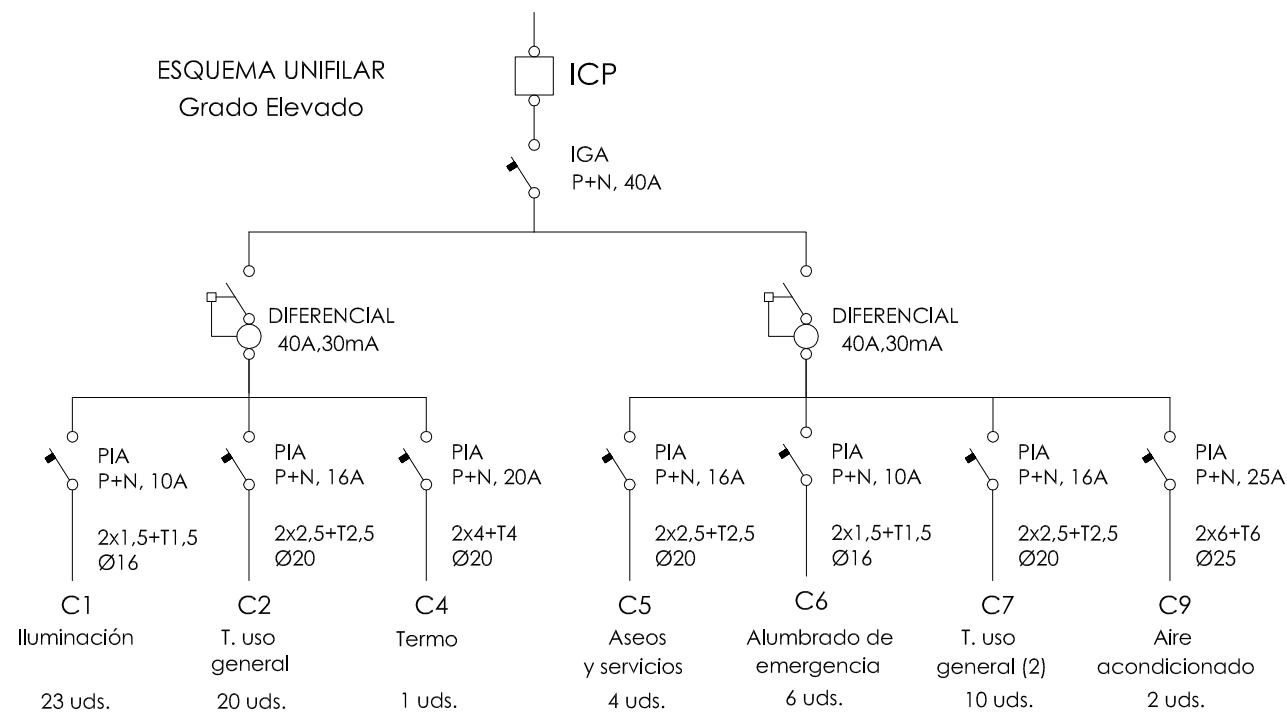 ESQUEMA UNIFILAR
Grado Elevado
ICP
IGA
P+N, 40A
DIFERENCIAL
40A,30mA
DIFERENCIAL
40A,30mA
PIA
P+N, 10A
PIA
P+N, 16A
PIA
P+N, 20A
PIA
P+N, 16A
PIA
P+N, 10A
PIA
P+N, 16A
PIA
P+N, 25A
2x1,5+T1,5
Ø16
2x2,5+T2,5
Ø20
2x4+T4
Ø20
2x2,5+T2,5
Ø20
2x1,5+T1,5
Ø16
2x2,5+T2,5
Ø20
2x6+T6
Ø25
C1
Iluminación
23 uds.
C2
T. uso
general
20 uds.
C4
Termo
1 uds.
C5
Aseos
y servicios
4 uds.
C6
Alumbrado de
emergencia
6 uds.
C7
T. uso
general (2)
10 uds.
C9
Aire
acondicionado
2 uds.